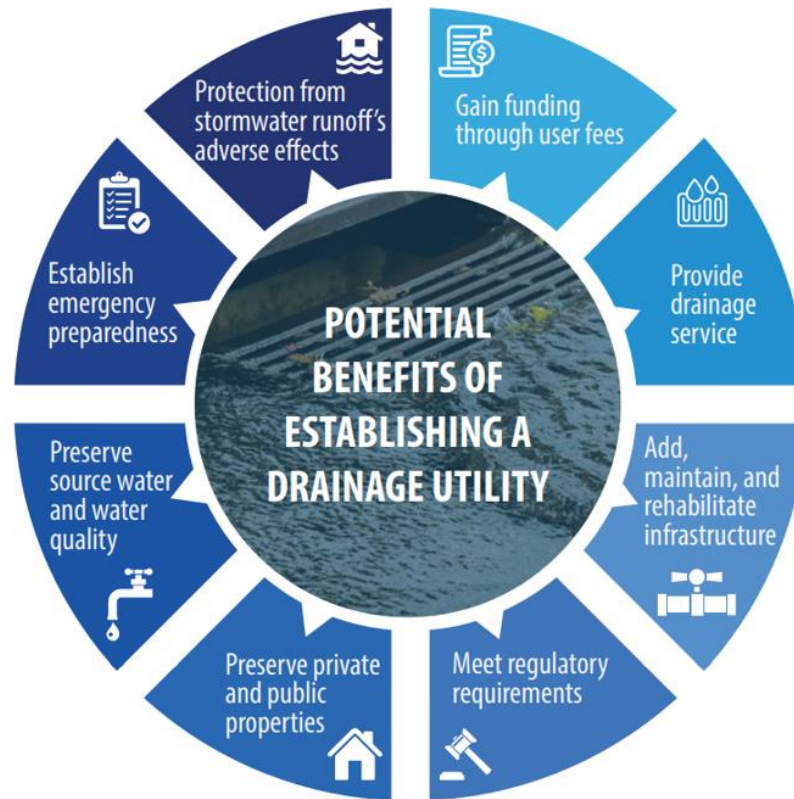 POTENTIAL
BENEFITS OF
ESTABLISHING A
DRAINAGE UTILITY
Gain funding
through user fees
Provide
drainage
service
Add,
maintain, and
rehabilitate
infrastructure
Meet regulatory
requirements
Preserve private
and public
properties
Preserve
source water
and water
quality
Establish
emergency
preparedness
Protection from
stormwater runoff's
adverse effects